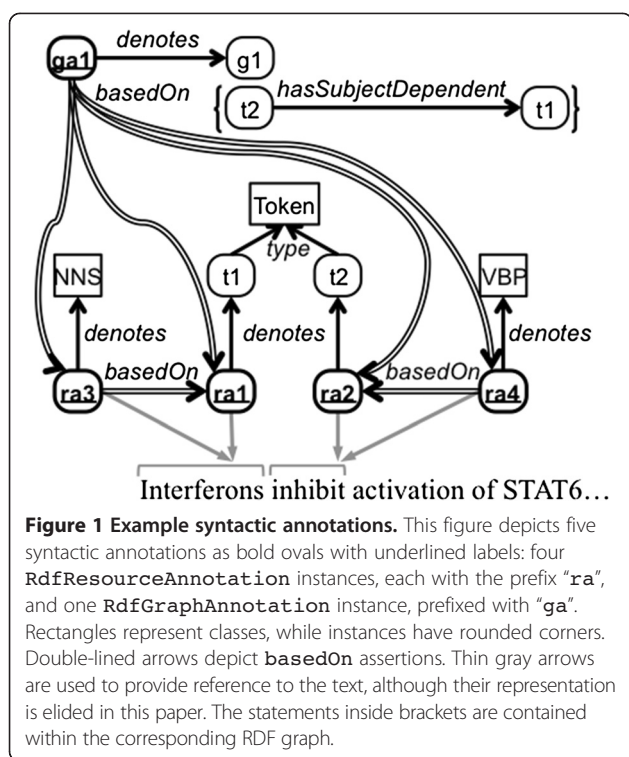 denotes
ga1
g1
basedOn
hasSubjectDependent
{ t2 t1 }
Token
type
NNS
t1
t2
VBP
denotes
denotes
denotes
basedOn
basedOn
ra3
ra1
ra2
ra4
Interferons inhibit activation of STAT6...
Figure 1 Example syntactic annotations. This figure depicts five
syntactic annotations as bold ovals with underlined labels: four
RdfResourceAnnotation instances, each with the prefix “ra”,
and one RdfGraphAnnotation instance, prefixed with “ga”.
Rectangles represent classes, while instances have rounded corners.
Double-lined arrows depict basedOn assertions. Thin gray arrows
are used to provide reference to the text, although their representation
is elided in this paper. The statements inside brackets are contained
within the corresponding RDF graph.